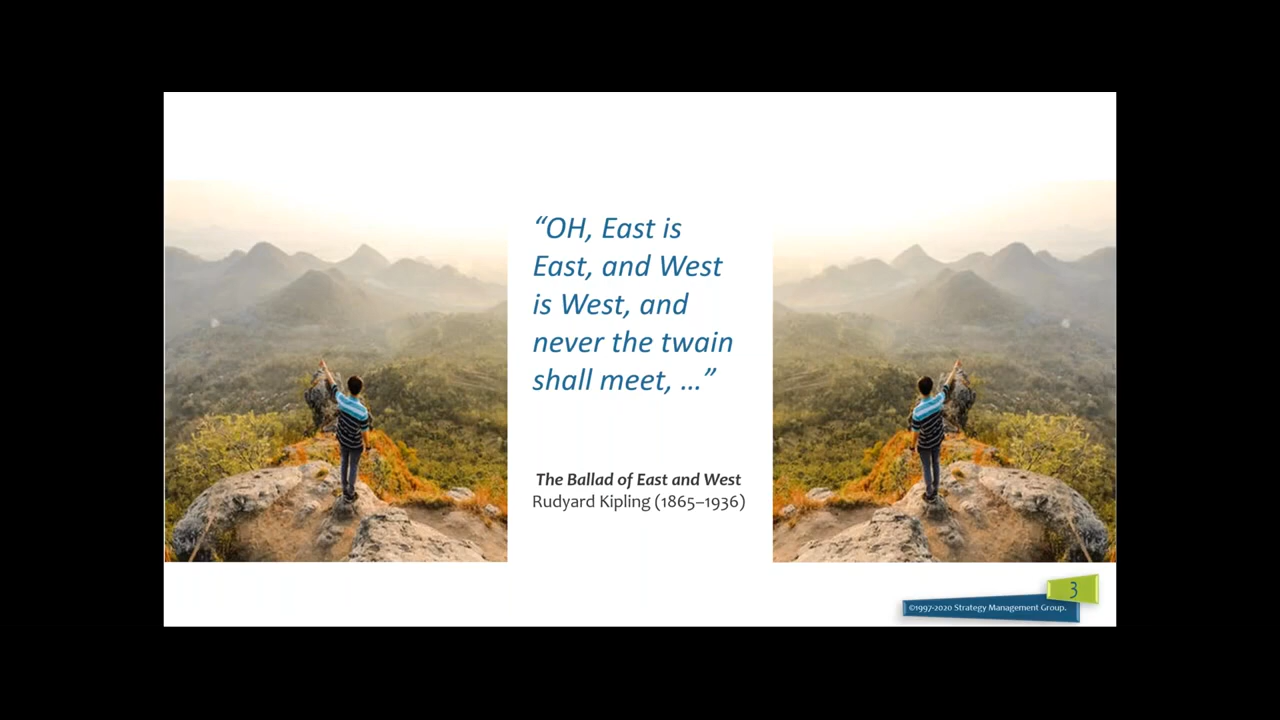 “OH, East is
East, and West
is West, and
never the twain
shall meet, …”
The Ballad of East and West
Rudyard Kipling (1865–1936)
3
©1997-2020 Strategy Management Group.